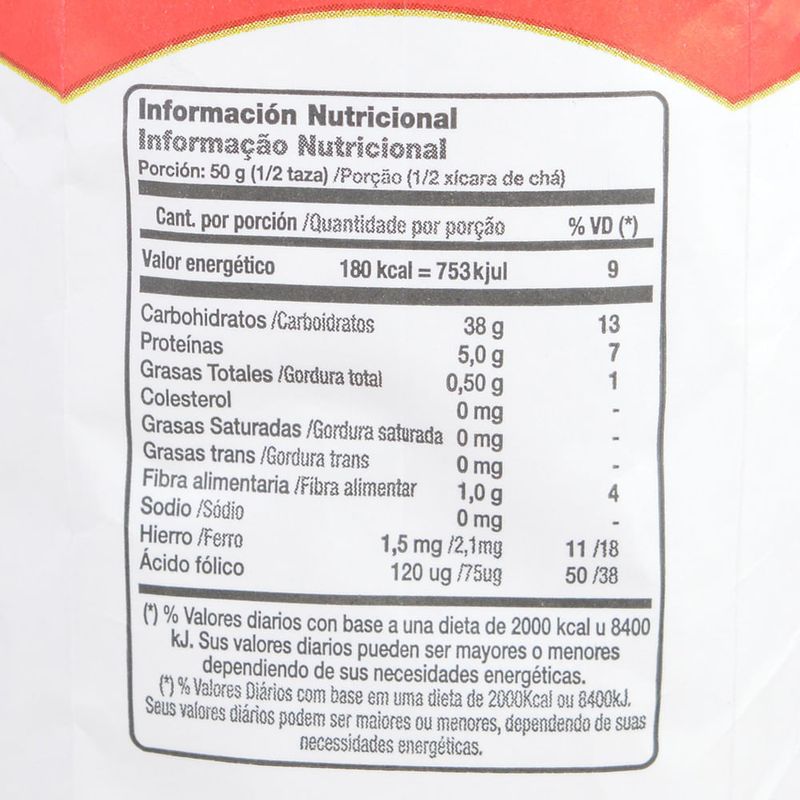 Información Nutricional
Informação Nutricional
Porción: 50 g (1/2 taza) /Porção (1/2 xícara de chá)
Cant. por porción /Quantidade por porção % VD (*)
Valor energético 180 kcal = 753 kjul 9
Carbohidratos /Carboidratos 38 g 13
Proteínas 5,0 g 7
Grasas Totales /Gordura total 0,50 g 1
Colesterol 0 mg -
Grasas Saturadas /Gordura saturada 0 mg -
Grasas trans /Gordura trans 0 mg -
Fibra alimentaria /Fibra alimentar 1,0 g 4
Sodio /Sódio 0 mg -
Hierro /Ferro 1,5 mg /2,1mg 11 /18
Ácido fólico 120 ug /75ug 50 /38
(*) % Valores diarios con base a una dieta de 2000 kcal u 8400
kJ. Sus valores diarios pueden ser mayores o menores
dependiendo de sus necesidades energéticas.
(*) % Valores Diários com base em uma dieta de 2000Kcal ou 8400kJ.
Seus valores diários podem ser maiores ou menores, dependendo de suas
necessidades energéticas.